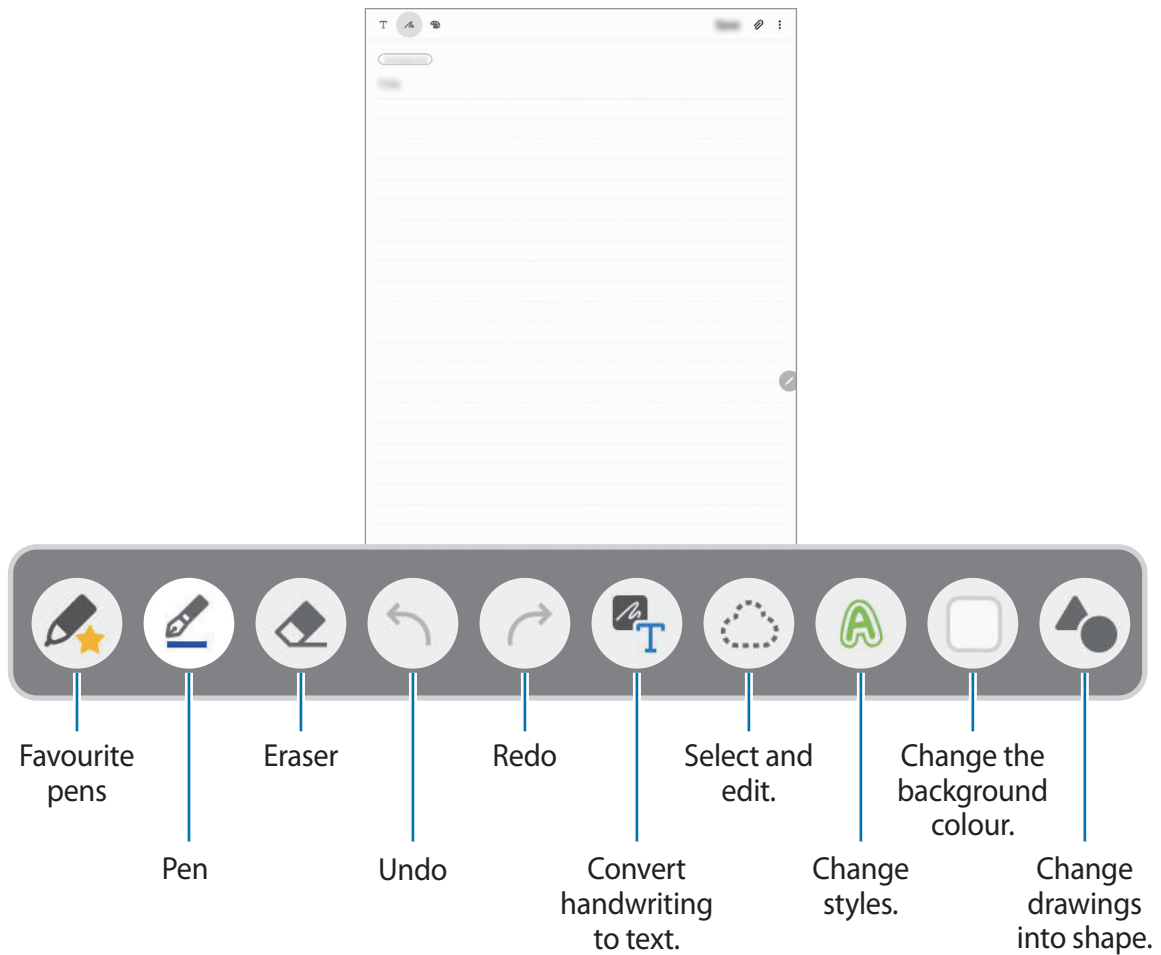 T
T
A
Favourite
pens
Eraser
Redo
Select and
edit.
Change the
background
colour.
Pen
Undo
Convert
handwriting
to text.
Change
styles.
Change
drawings
into shape.